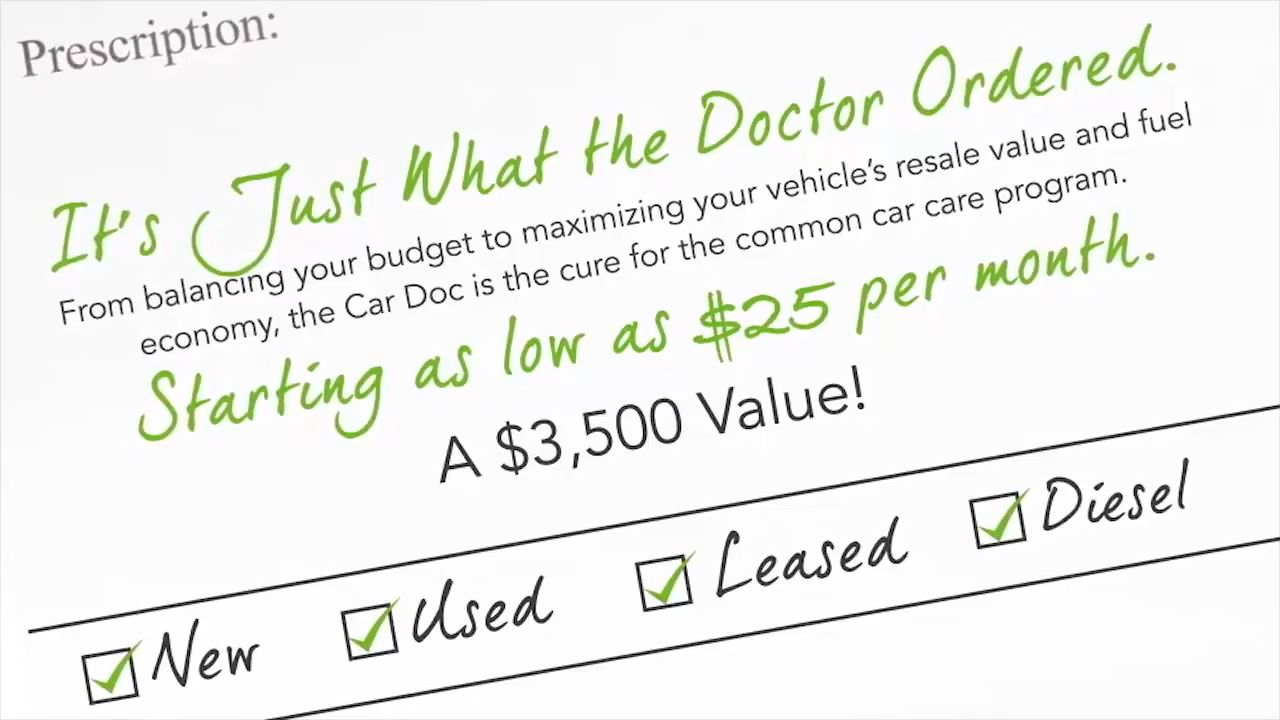 Prescription:
It's Just What the Doctor Ordered.
From balancing your budget to maximizing your vehicle's resale value and fuel
economy, the Car Doc is the cure for the common car care program.
Starting as low as $25 per month.
A $3,500 Value!
New Used Leased Diesel